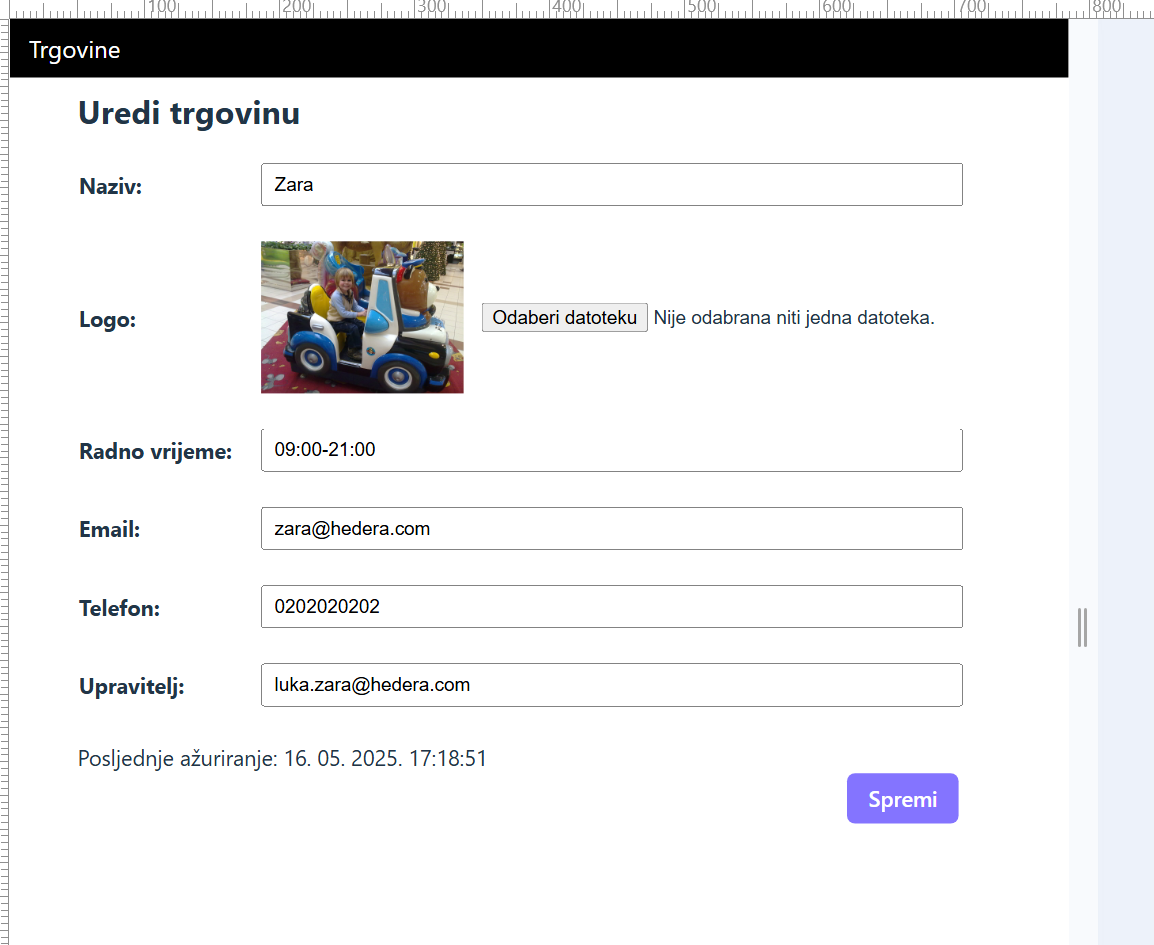 100 200 300 400 500 600 700 800
Trgovine
Uredi trgovinu
Naziv: Zara
Logo: Odaberi datoteku Nije odabrana niti jedna datoteka.
Radno vrijeme: 09:00-21:00
Email: zara@hedera.com
Telefon: 0202020202
Upravitelj: luka.zara@hedera.com
Posljednje ažuriranje: 16. 05. 2025. 17:18:51
Spremi